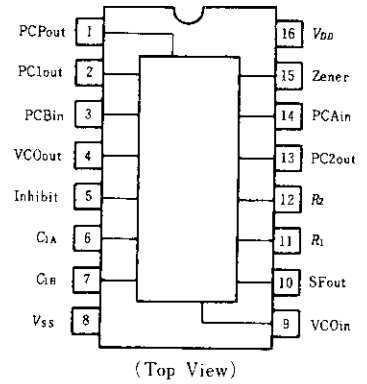 PCPout 1 16 VDD
PC1out 2 15 Zener
PCBin 3 14 PCAin
VCOout 4 13 PC2out
Inhibit 5 12 R2
C1A 6 11 R1
C1B 7 10 SFout
VSS 8 9 VCOin
(Top View)